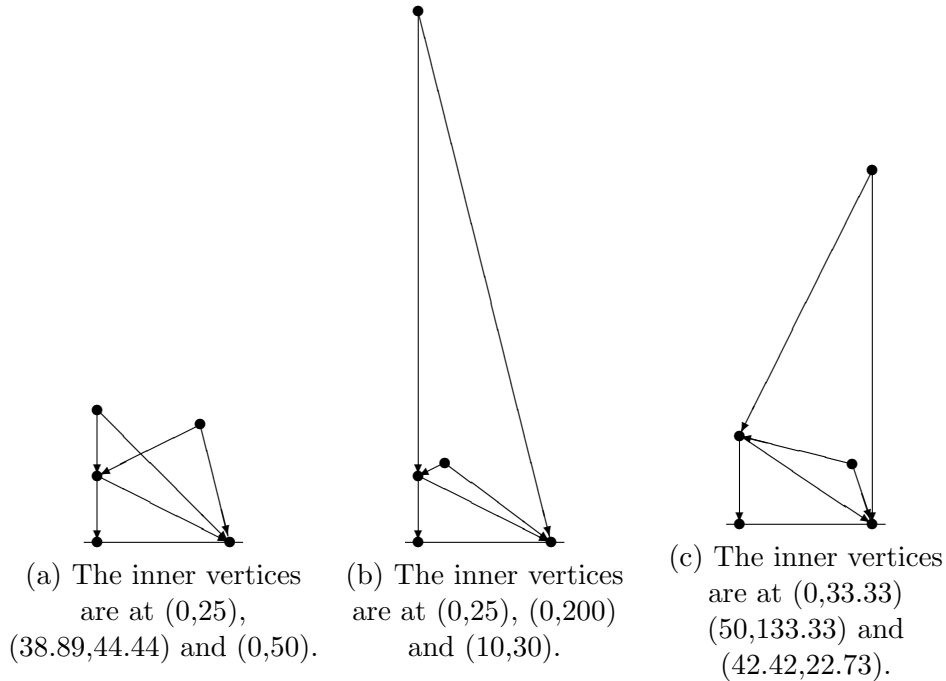 (a) The inner vertices
are at (0,25),
(38.89,44.44) and (0,50).
(b) The inner vertices
are at (0,25), (0,200)
and (10,30).
(c) The inner vertices
are at (0,33.33)
(50,133.33) and
(42.42,22.73).